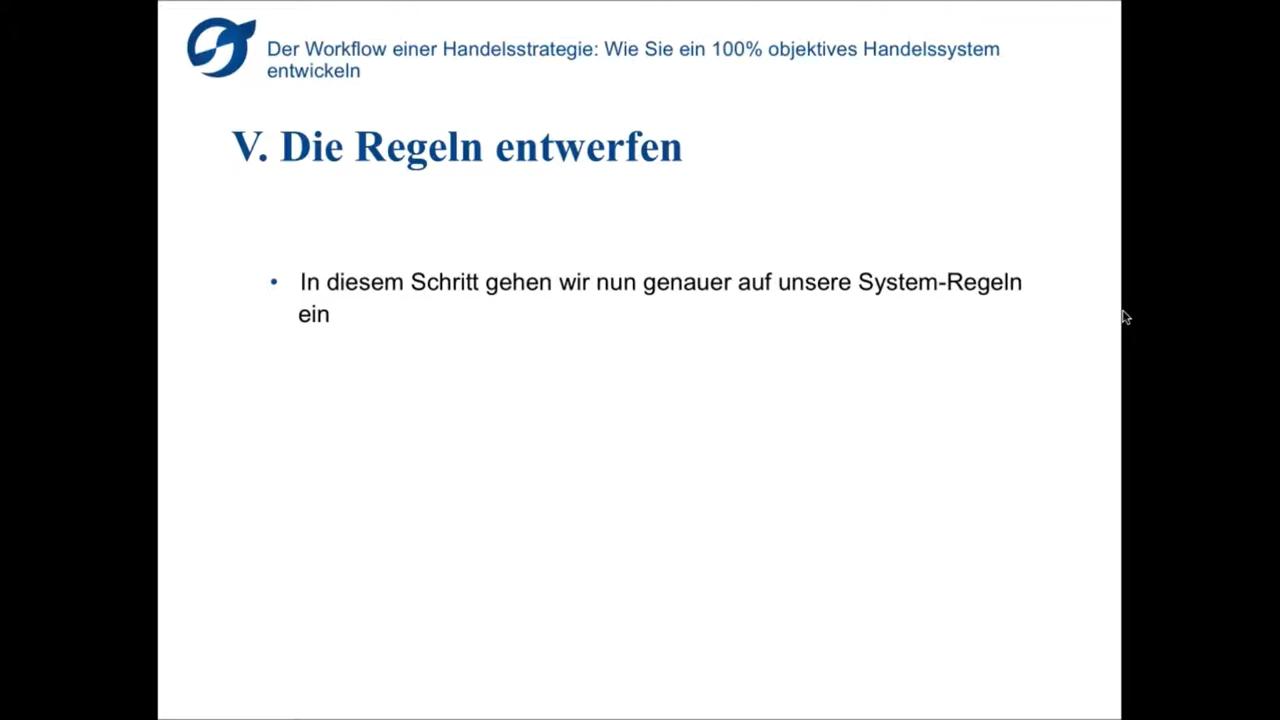 Der Workflow einer Handelsstrategie: Wie Sie ein 100% objektives Handelssystem
entwickeln
V. Die Regeln entwerfen
• In diesem Schritt gehen wir nun genauer auf unsere System-Regeln
ein